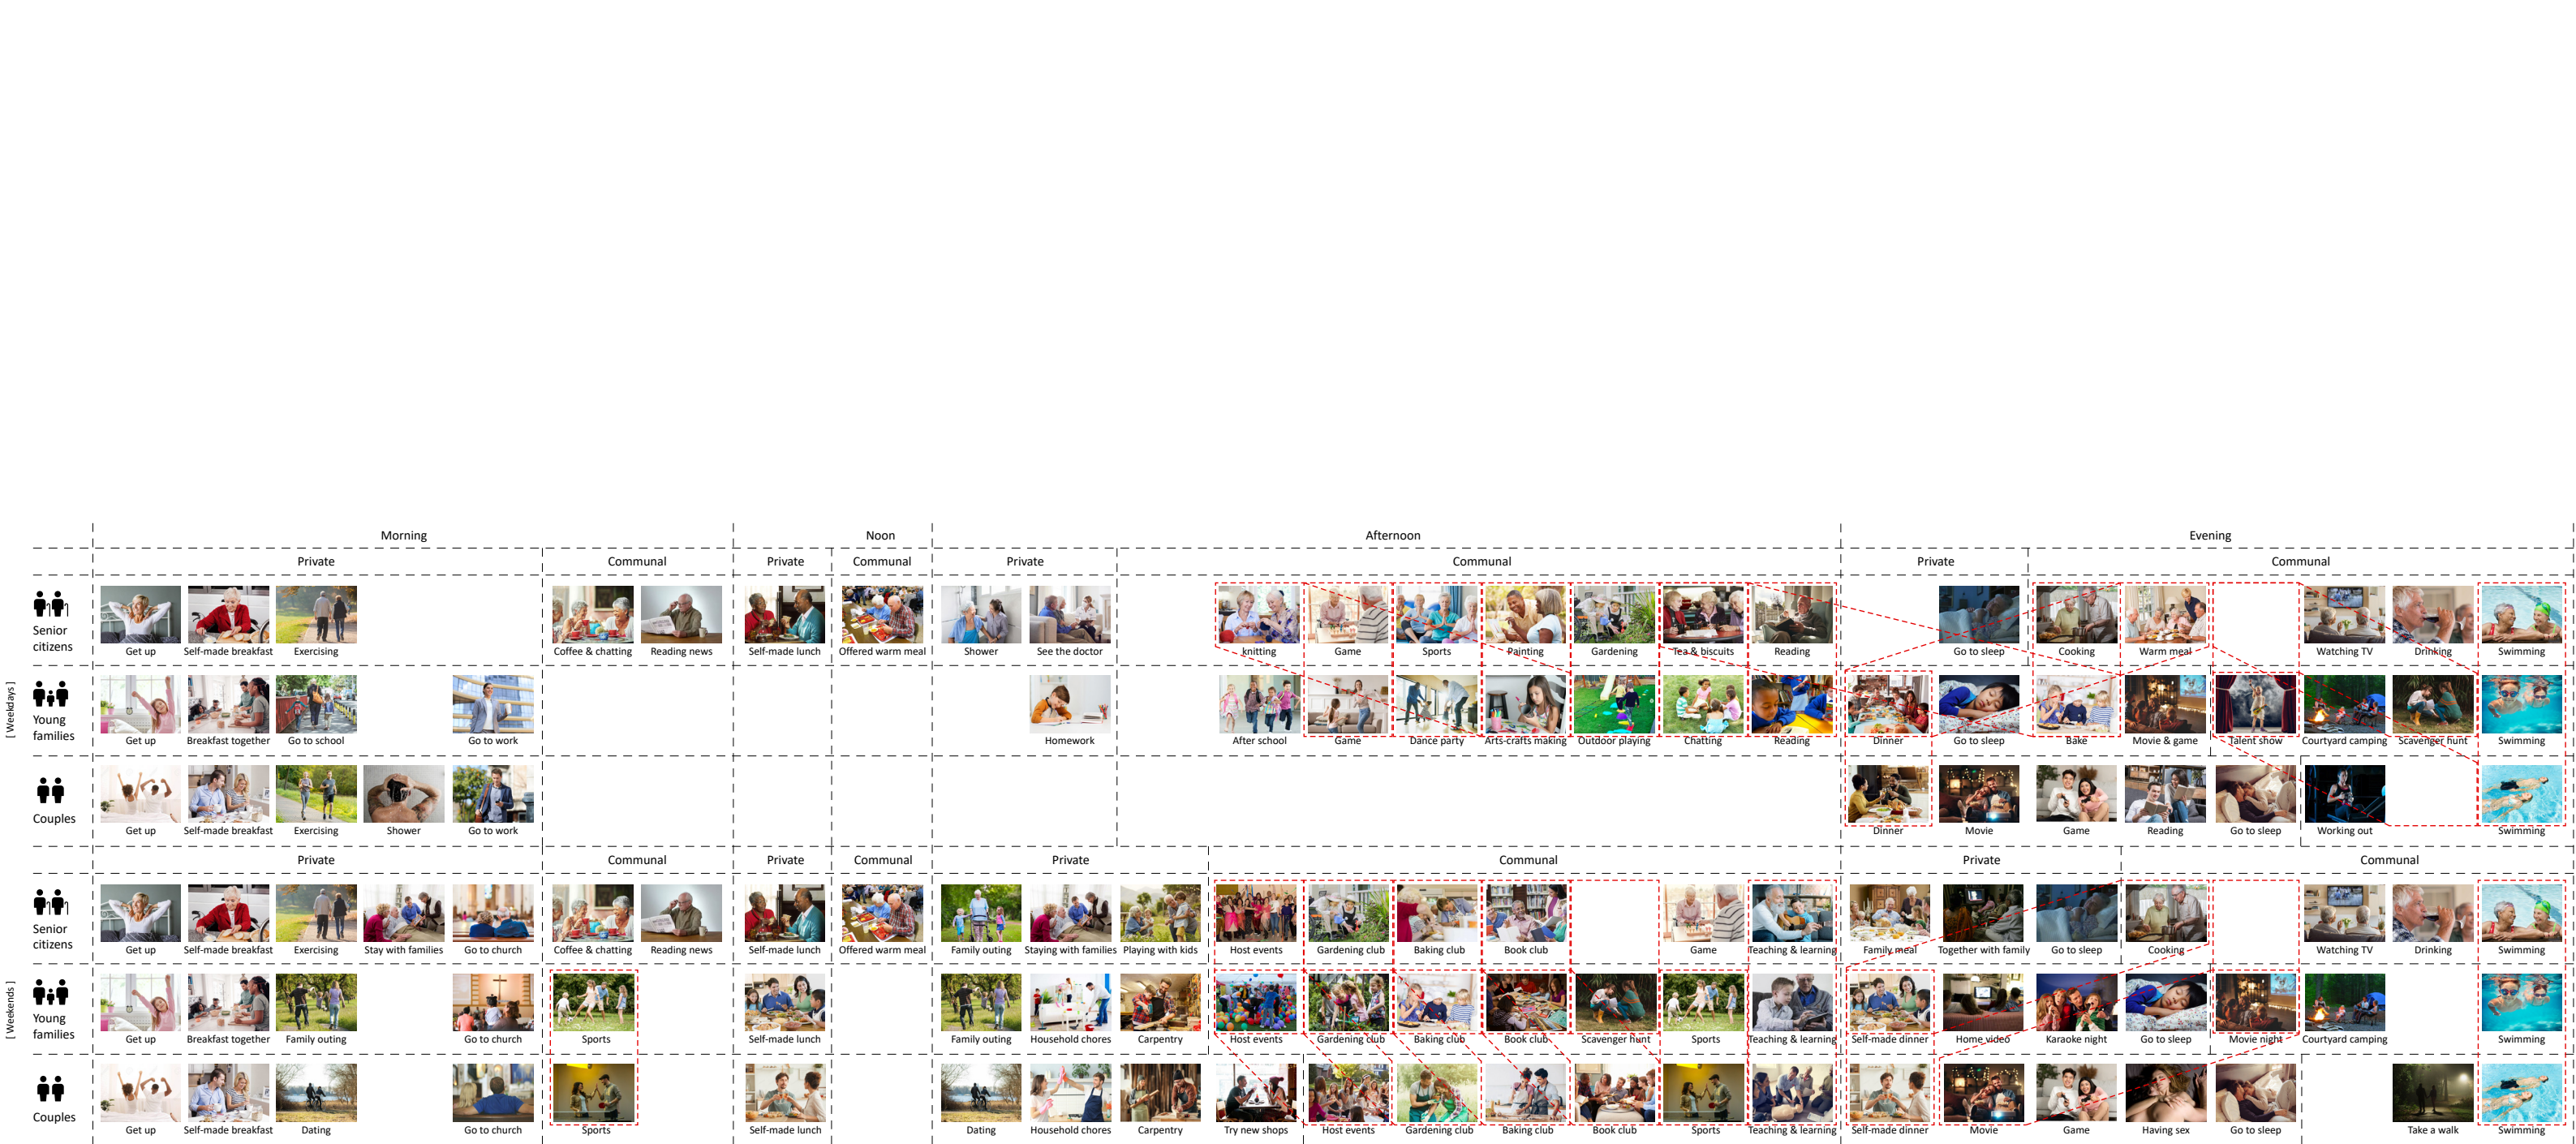 Morning
Noon
Afternoon
Evening
Private
Communal
Private
Communal
Private
Communal
Private
Communal
[ Weekdays ]
Senior
citizens
Get up
Self-made breakfast
Exercising
Coffee & chatting
Reading news
Self-made lunch
Offered warm meal
Shower
See the doctor
knitting
Game
Sports
Painting
Gardening
Tea & biscuits
Reading
Go to sleep
Cooking
Warm meal
Watching TV
Drinking
Swimming
Young
families
Get up
Breakfast together
Go to school
Go to work
Homework
After school
Game
Dance party
Arts-crafts making
Outdoor playing
Chatting
Reading
Dinner
Go to sleep
Bake
Movie & game
Talent show
Courtyard camping
Scavenger hunt
Swimming
Couples
Get up
Self-made breakfast
Exercising
Shower
Go to work
Dinner
Movie
Game
Reading
Go to sleep
Working out
Swimming
Private
Communal
Private
Communal
Private
Communal
Private
Communal
[ Weekends ]
Senior
citizens
Get up
Self-made breakfast
Exercising
Stay with families
Go to church
Coffee & chatting
Reading news
Self-made lunch
Offered warm meal
Family outing
Staying with families
Playing with kids
Host events
Gardening club
Baking club
Book club
Game
Teaching & learning
Family meal
Together with family
Go to sleep
Cooking
Watching TV
Drinking
Swimming
Young
families
Get up
Breakfast together
Family outing
Go to church
Sports
Self-made lunch
Family outing
Household chores
Carpentry
Host events
Gardening club
Baking club
Book club
Scavenger hunt
Sports
Teaching & learning
Self-made dinner
Home video
Karaoke night
Go to sleep
Movie night
Courtyard camping
Swimming
Couples
Get up
Self-made breakfast
Dating
Go to church
Sports
Self-made lunch
Dating
Household chores
Carpentry
Try new shops
Host events
Gardening club
Baking club
Book club
Sports
Teaching & learning
Self-made dinner
Movie
Game
Having sex
Go to sleep
Take a walk
Swimming